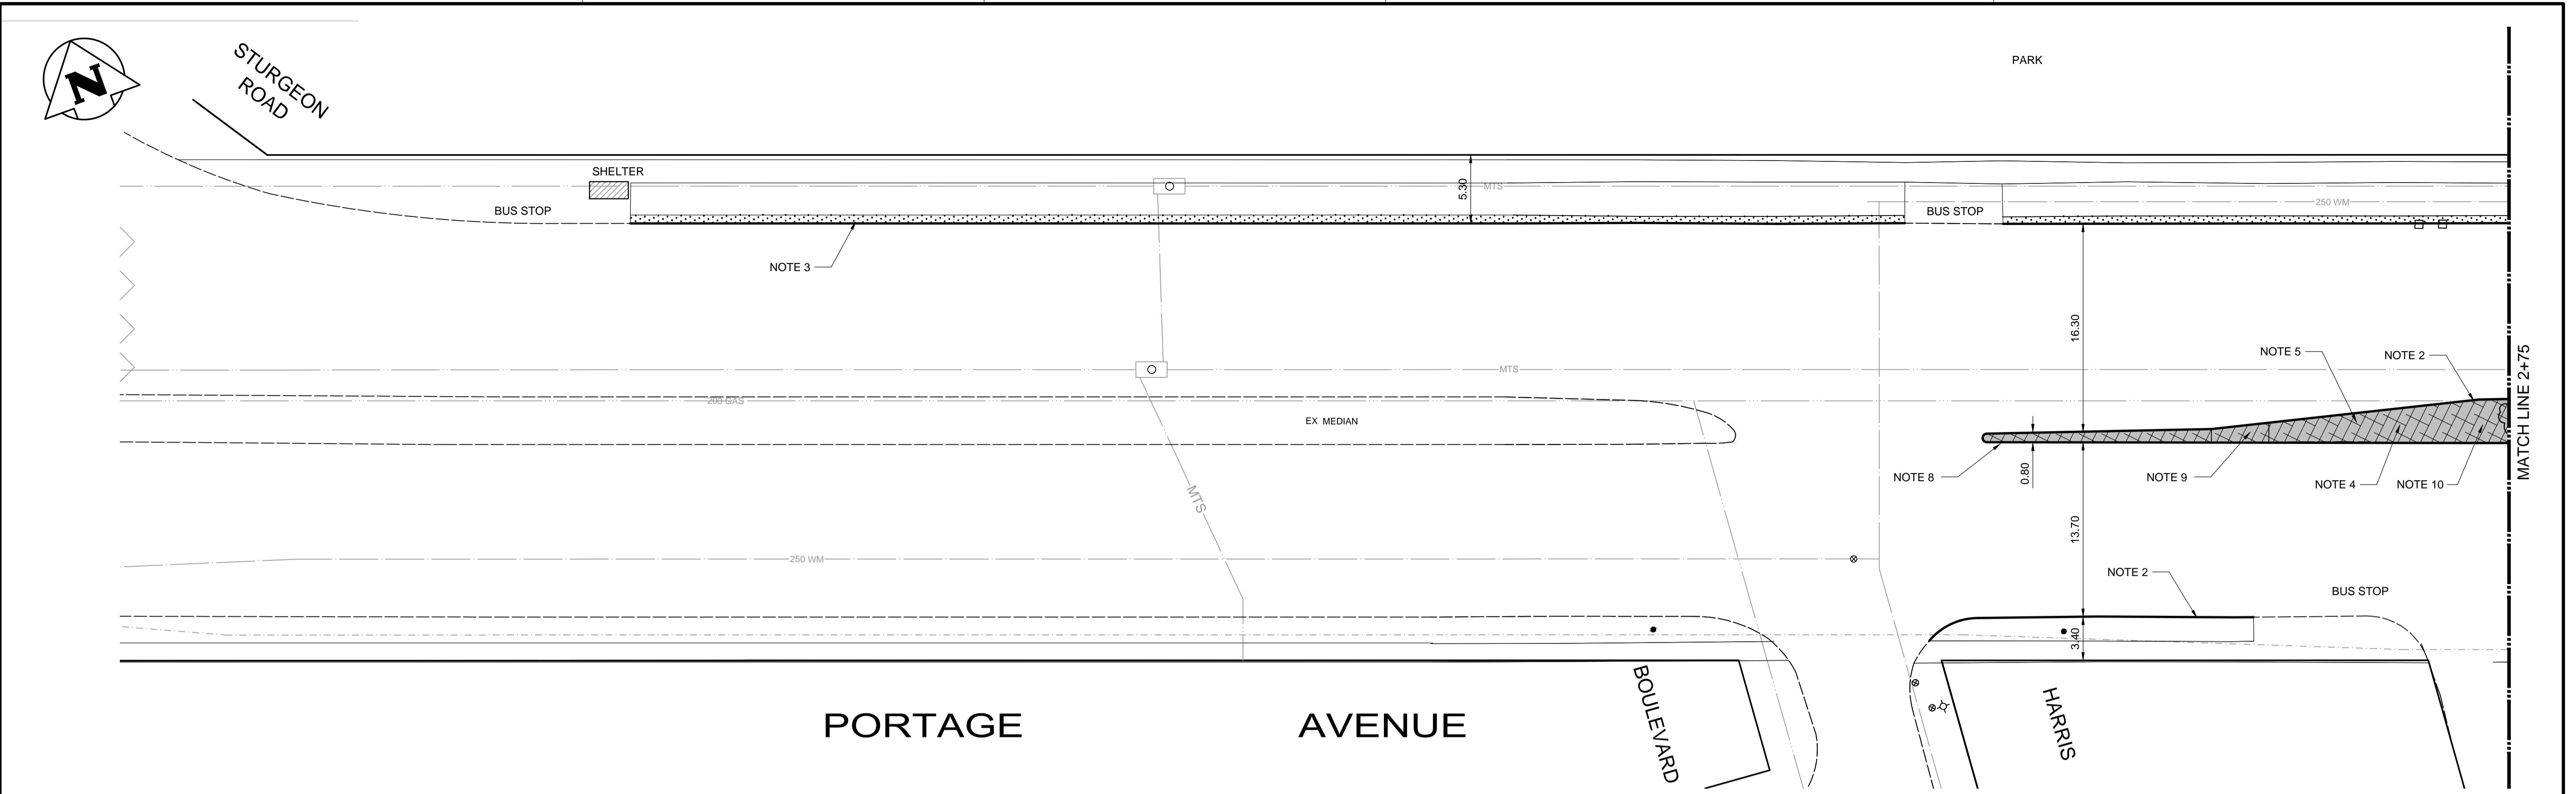 N
STURGEON
ROAD
PARK
SHELTER
BUS STOP
5.30
MTS
BUS STOP
250 WM
NOTE 3
16.30
NOTE 5
NOTE 2
MATCH LINE 2+75
MTS
200 GAS
EX MEDIAN
NOTE 8
0.80
NOTE 9
NOTE 4
NOTE 10
MTS
13.70
250 WM
NOTE 2
BUS STOP
3.40
PORTAGE AVENUE
BOULEVARD
HARRIS